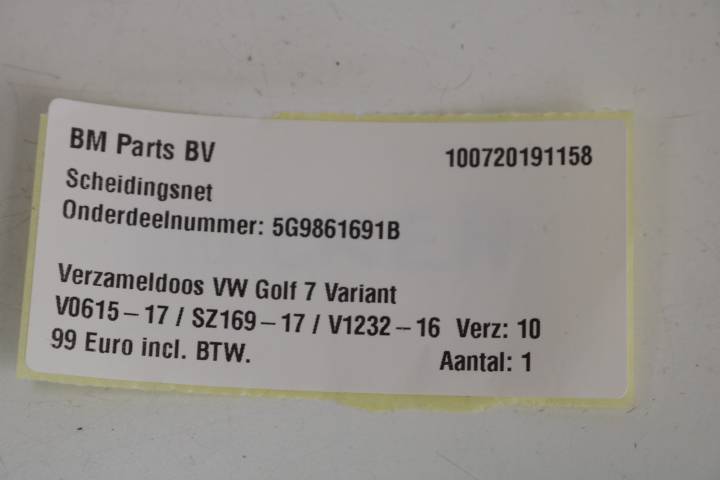 BM Parts BV 100720191158
Scheidingsnet
Onderdeelnummer: 5G9861691B
Verzameldoos VW Golf 7 Variant
V0615-17 / SZ169-17 / V1232-16 Verz: 10
99 Euro incl. BTW. Aantal: 1